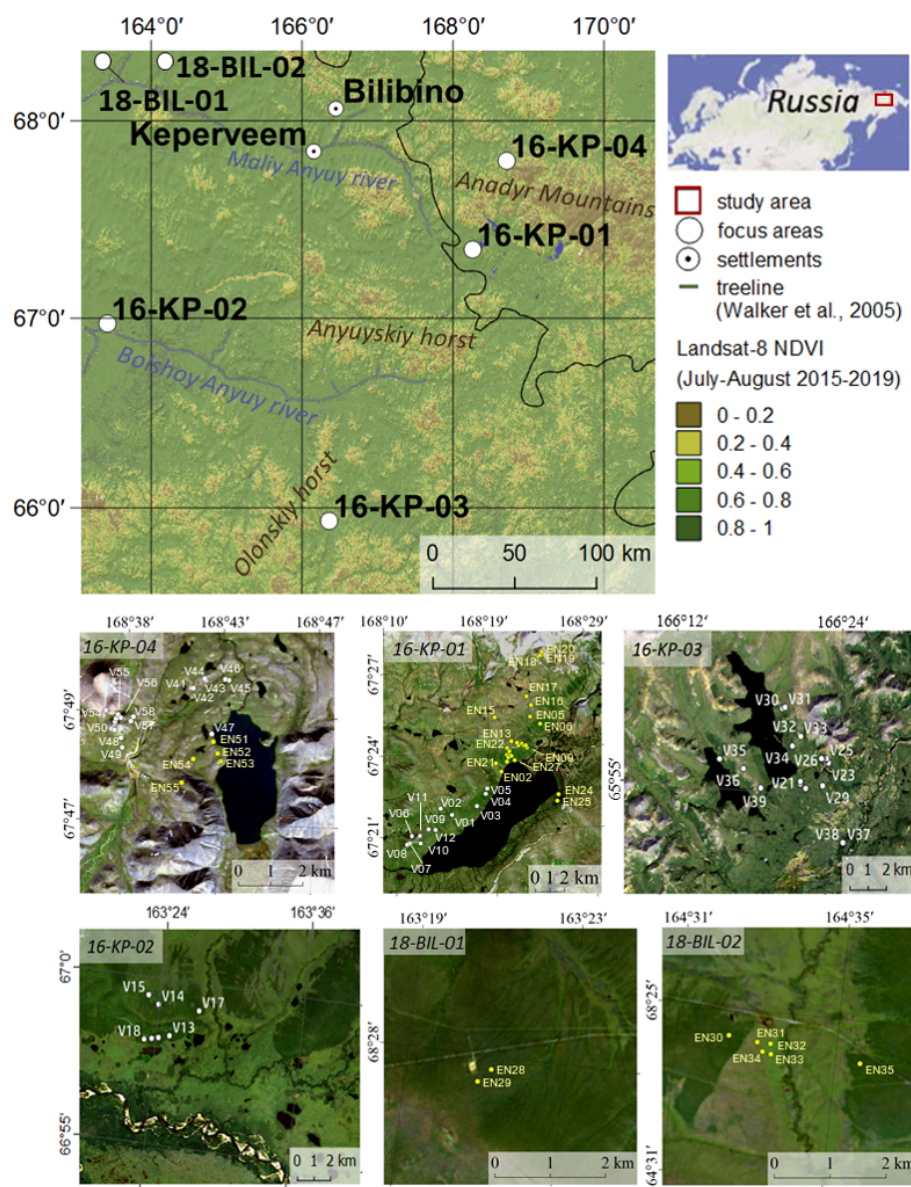 164°0′ 166°0′ 168°0′ 170°0′
18-BIL-02
18-BIL-01
Bilibino
68°0′
Keperveem
Maliy Anyuy river
16-KP-04
Anadyr Mountains
16-KP-01
67°0′
16-KP-02
Anyuyskiy horst
Bolshoy Anyuy river
Olonskiy horst
16-KP-03
66°0′
0 50 100 km
Russia
study area
focus areas
settlements
treeline
(Walker et al., 2005)
Landsat-8 NDVI
(July-August 2015-2019)
0 - 0.2
0.2 - 0.4
0.4 - 0.6
0.6 - 0.8
0.8 - 1
168°38′ 168°43′ 168°47′
16-KP-04
V55
V56
V54
V58
V50
V57
V48
V49
V44
V46
V41
V43
V45
V42
V47
EN51
EN52
EN54
EN53
EN55
67°49′
67°47′
0 1 2 km
168°10′ 168°19′ 168°29′
16-KP-01
EN20
EN18
EN19
EN17
EN16
EN15
EN05
EN06
EN13
EN22
EN09
EN21
EN27
EN02
EN24
EN25
V05
V11
V02
V04
V06
V09
V01
V03
V12
V08
V10
V07
67°27′
67°24′
67°21′
0 1 2 km
166°12′ 166°24′
16-KP-03
V30
V31
V32
V33
V35
V34
V26
V25
V36
V21
V23
V39
V29
V38
V37
65°55′
0 1 2 km
163°24′ 163°36′
16-KP-02
V15
V14
V17
V18
V13
67°0′
66°55′
0 1 2 km
163°19′ 163°23′
18-BIL-01
EN28
EN29
68°28′
0 1 2 km
164°31′ 164°35′
18-BIL-02
EN30
EN31
EN32
EN34
EN33
EN35
68°25′
64°31′
0 1 2 km